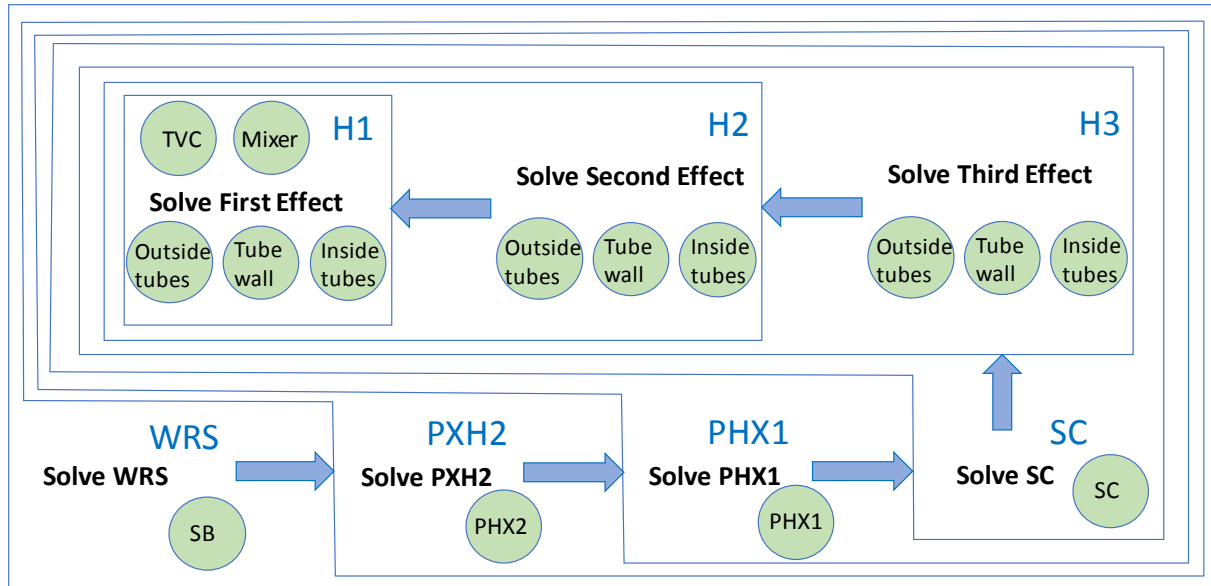 TVC
Mixer
H1
Solve First Effect
Outside
tubes
Tube
wall
Inside
tubes
H2
Solve Second Effect
Outside
tubes
Tube
wall
Inside
tubes
H3
Solve Third Effect
Outside
tubes
Tube
wall
Inside
tubes
WRS
Solve WRS
SB
PXH2
Solve PXH2
PHX2
PHX1
Solve PHX1
PHX1
SC
Solve SC
SC